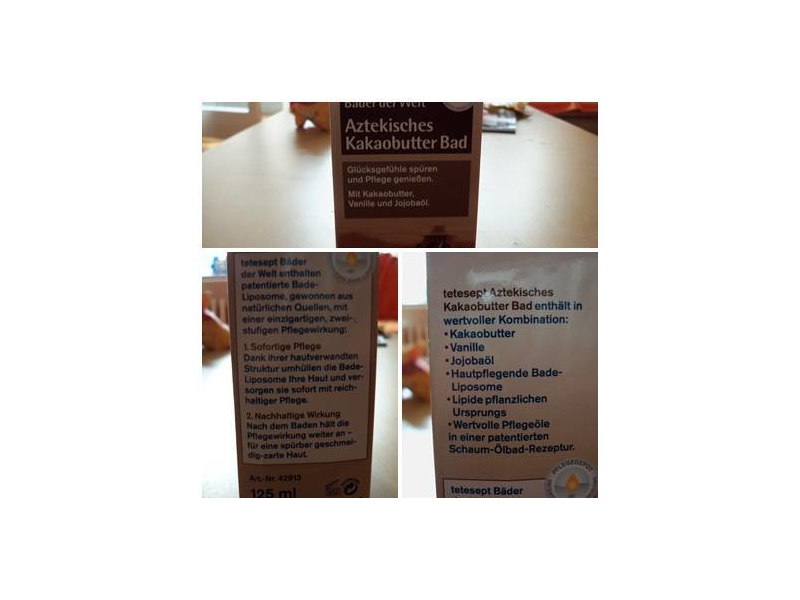 Bäder der Welt
Aztekisches
Kakaobutter Bad
Glücksgefühle spüren
und Pflege genießen.
Mit Kakaobutter,
Vanille und Jojobaöl.
tetesept Bäder
der Welt enthalten
patentierte Bade-
Liposome, gewonnen aus
natürlichen Quellen, mit
einer einzigartigen, zwei-
stufigen Pflegewirkung:
1. Sofortige Pflege
Dank ihrer hautverwandten
Struktur umhüllen die Bade-
Liposome Ihre Haut und ver-
sorgen sie sofort mit reich-
haltiger Pflege.
2. Nachhaltige Wirkung
Nach dem Baden hält die
Pflegewirkung weiter an –
für eine spürbar geschmei-
dig-zarte Haut.
Art.-Nr. 42613
125 ml
tetesept Aztekisches
Kakaobutter Bad enthält in
wertvoller Kombination:
• Kakaobutter
• Vanille
• Jojobaöl
• Hautpflegende Bade-
Liposome
• Lipide pflanzlichen
Ursprungs
• Wertvolle Pflegeöle
in einer patentierten
Schaum-Ölbad-Rezeptur.
PFLEGEDEPOT
tetesept Bäder